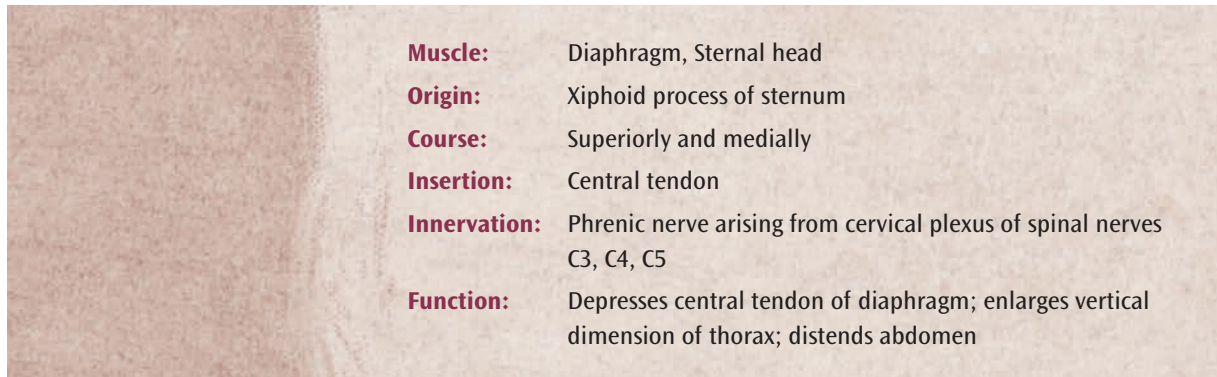 Muscle: Diaphragm, Sternal head
Origin: Xiphoid process of sternum
Course: Superiorly and medially
Insertion: Central tendon
Innervation: Phrenic nerve arising from cervical plexus of spinal nerves
C3, C4, C5
Function: Depresses central tendon of diaphragm; enlarges vertical
dimension of thorax; distends abdomen